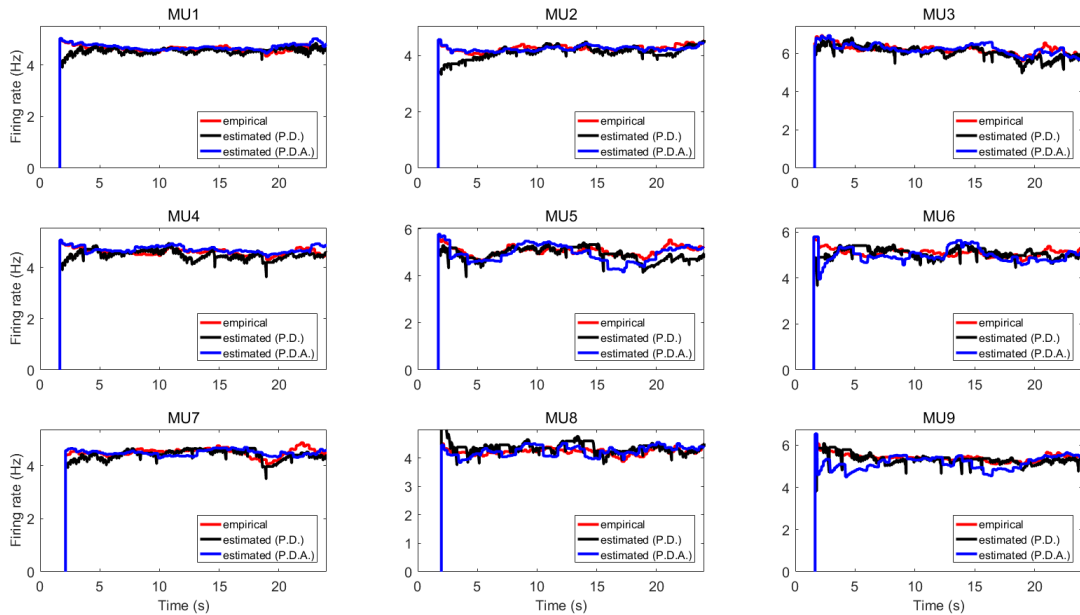 MU1
MU2
MU3
Firing rate (Hz)
4
2
0
0 5 10 15 20
empirical
estimated (P.D.)
estimated (P.D.A.)
4
2
0
0 5 10 15 20
empirical
estimated (P.D.)
estimated (P.D.A.)
6
4
2
0
0 5 10 15 20
empirical
estimated (P.D.)
estimated (P.D.A.)
MU4
MU5
MU6
Firing rate (Hz)
4
2
0
0 5 10 15 20
empirical
estimated (P.D.)
estimated (P.D.A.)
6
4
2
0
0 5 10 15 20
empirical
estimated (P.D.)
estimated (P.D.A.)
6
4
2
0
0 5 10 15 20
empirical
estimated (P.D.)
estimated (P.D.A.)
MU7
MU8
MU9
Firing rate (Hz)
4
2
0
0 5 10 15 20
Time (s)
empirical
estimated (P.D.)
estimated (P.D.A.)
4
2
0
0 5 10 15 20
Time (s)
empirical
estimated (P.D.)
estimated (P.D.A.)
6
4
2
0
0 5 10 15 20
Time (s)
empirical
estimated (P.D.)
estimated (P.D.A.)